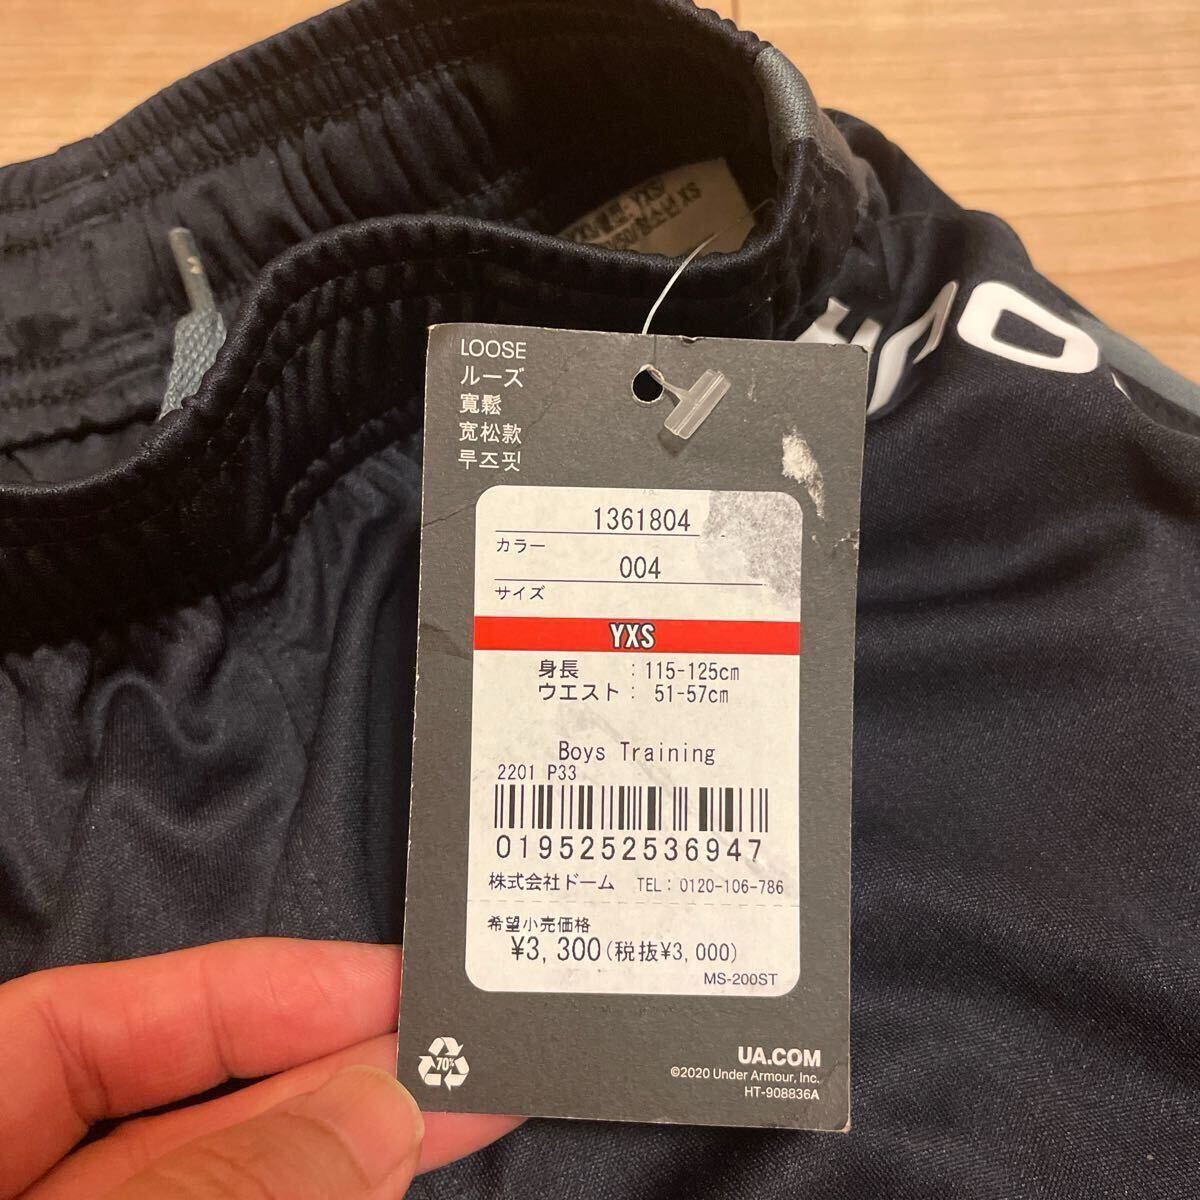 LOOSE
ルーズ
寬鬆
宽松款
루즈핏
1361804
カラー
004
サイズ
YXS
身長 : 115-125cm
ウエスト : 51-57cm
Boys Training
2201 P33
0195252536947
株式会社ドーム TEL: 0120-106-786
希望小売価格
¥3,300(税抜¥3,000)
MS-200ST
70%
UA.COM
©2020 Under Armour, Inc.
HT-908836A